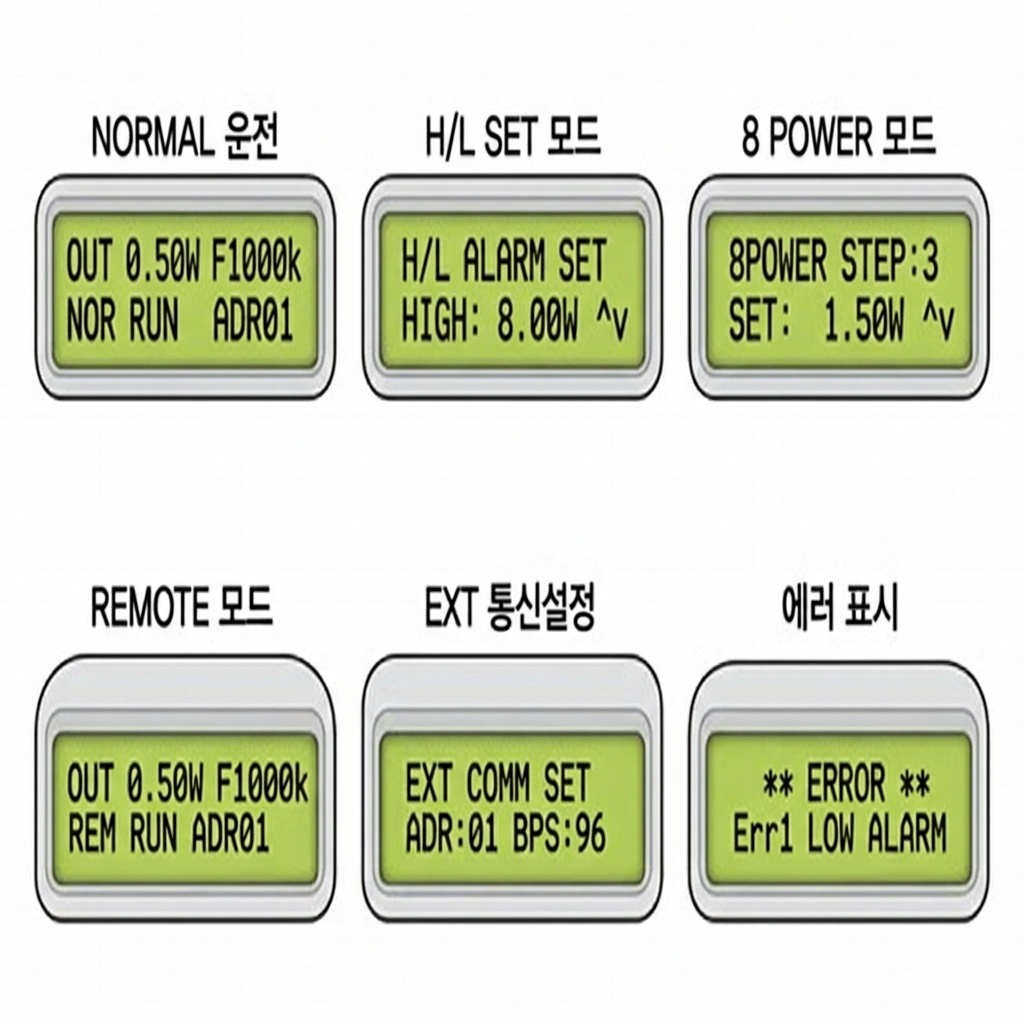 NORMAL 운전
OUT 0.50W F1000k
NOR RUN ADR01
H/L SET 모드
H/L ALARM SET
HIGH: 8.00W ^v
8 POWER 모드
8POWER STEP:3
SET: 1.50W ^v
REMOTE 모드
OUT 0.50W F1000k
REM RUN ADR01
EXT 통신설정
EXT COMM SET
ADR:01 BPS:96
에러 표시
** ERROR **
Err1 LOW ALARM